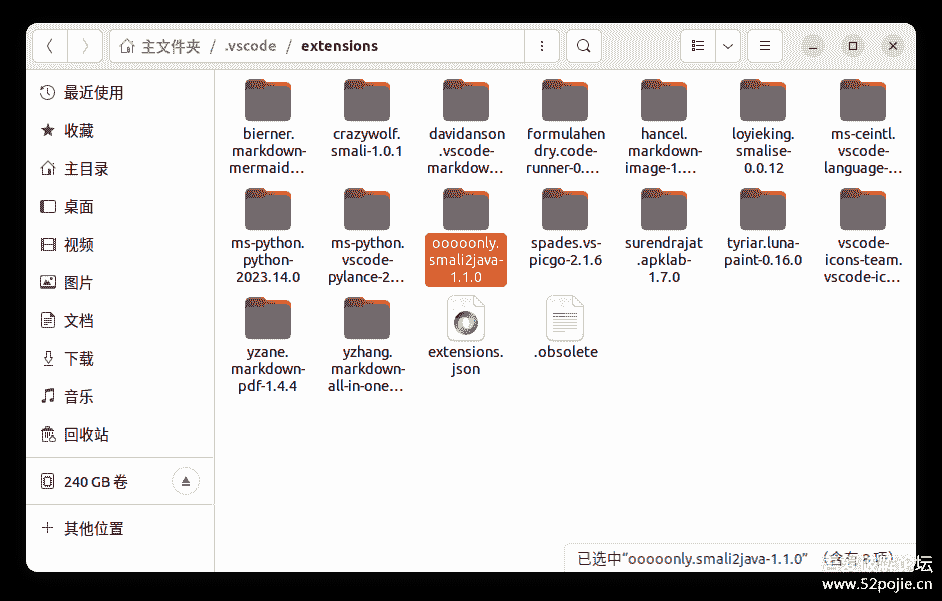 主文件夹 / .vscode / extensions
最近使用
收藏
主目录
桌面
视频
图片
文档
下载
音乐
回收站
240 GB 卷
其他位置
bierner.
markdown-
mermaid...
crazywolf.
smali-1.0.1
davidanson
.vscode-
markdow...
formulahen
dry.code-
runner-0....
hancel.
markdown-
image-1....
loyieking.
smalise-
0.0.12
ms-ceintl.
vscode-
language-...
ms-python.
python-
2023.14.0
ms-python.
vscode-
pylance-2...
ooooonly.
smali2java-
1.1.0
spades.vs-
picgo-2.1.6
surendrajat
.apklab-
1.7.0
tyriar.luna-
paint-0.16.0
vscode-
icons-team.
vscode-ic...
yzane.
markdown-
pdf-1.4.4
yzhang.
markdown-
all-in-one...
extensions.
json
.obsolete
已选中“ooooonly.smali2java-1.1.0” （含有 8 项）
www.52pojie.cn